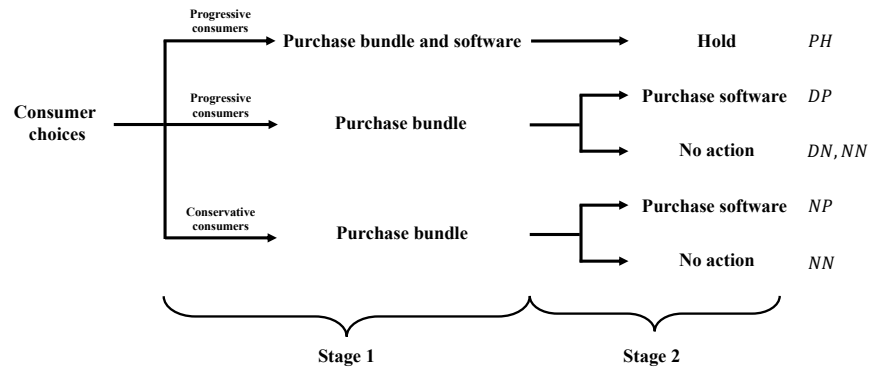 Progressive
consumers
Purchase bundle and software
Hold
PH
Progressive
consumers
Purchase software
DP
Consumer
choices
Purchase bundle
No action
DN, NN
Conservative
consumers
Purchase software
NP
Purchase bundle
No action
NN
Stage 1
Stage 2